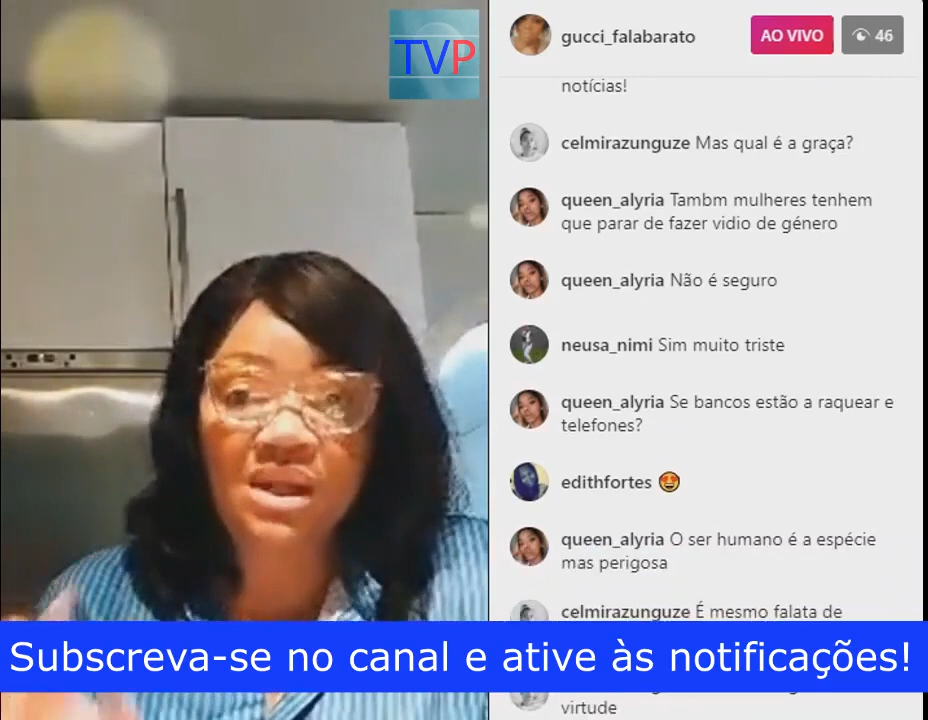 TVP
gucci_falabarato
AO VIVO
46
notícias!
celmirazunguze Mas qual é a graça?
queen_alyria Tambm mulheres tenhem
que parar de fazer vidio de género
queen_alyria Não é seguro
neusa_nimi Sim muito triste
queen_alyria Se bancos estão a raquear e
telefones?
edithfortes 😍
queen_alyria O ser humano é a espécie
mas perigosa
celmirazunguze É mesmo falata de
Subscreva-se no canal e ative às notificações!
virtude